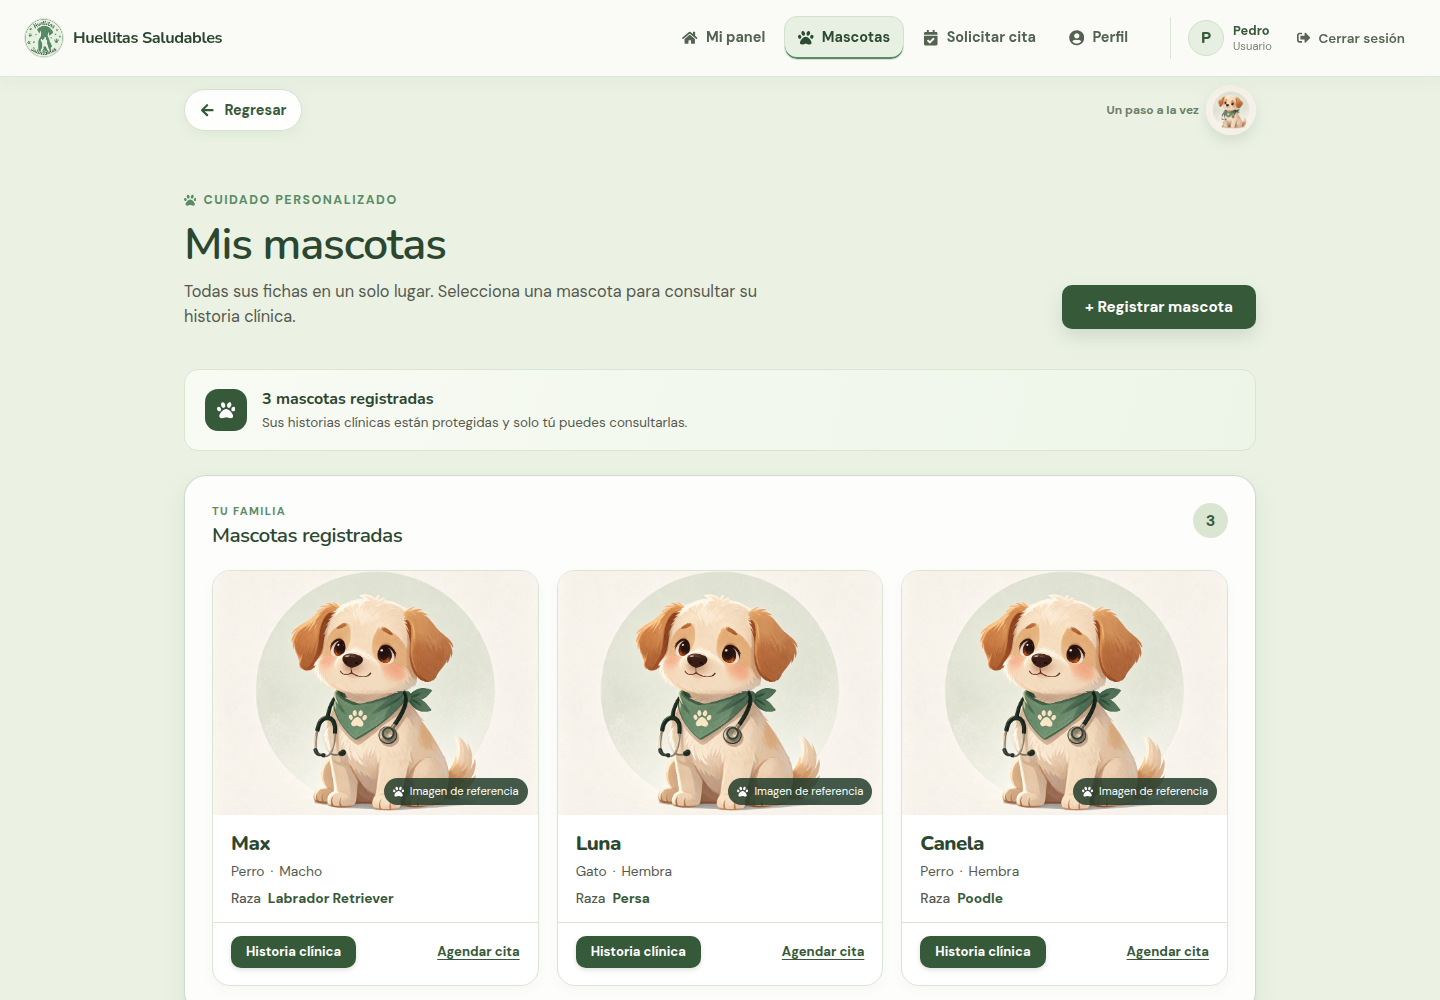 Huellitas Saludables
Mi panel
Mascotas
Solicitar cita
Perfil
P
Pedro
Usuario
Cerrar sesión
Regresar
Un paso a la vez
CUIDADO PERSONALIZADO
Mis mascotas
Todas sus fichas en un solo lugar. Selecciona una mascota para consultar su
historia clínica.
+ Registrar mascota
3 mascotas registradas
Sus historias clínicas están protegidas y solo tú puedes consultarlas.
TU FAMILIA
Mascotas registradas
3
Imagen de referencia
Imagen de referencia
Imagen de referencia
Max
Perro · Macho
Raza Labrador Retriever
Historia clínica
Agendar cita
Luna
Gato · Hembra
Raza Persa
Historia clínica
Agendar cita
Canela
Perro · Hembra
Raza Poodle
Historia clínica
Agendar cita